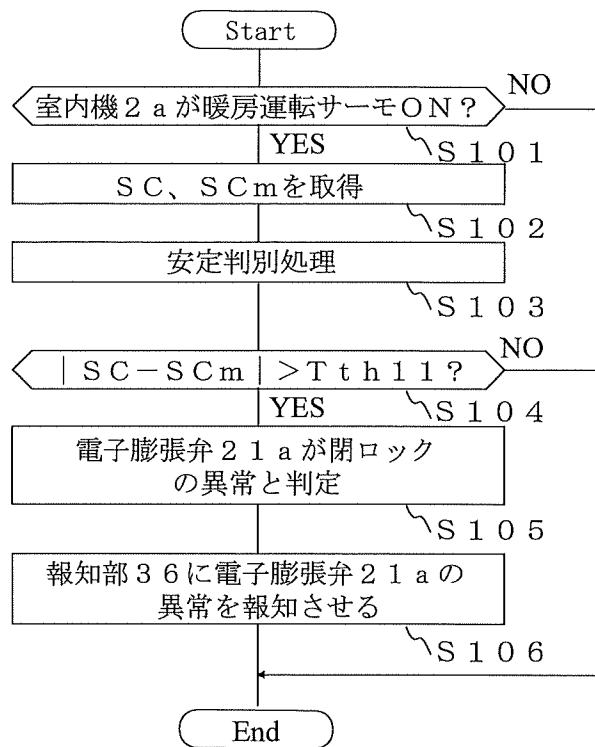 Start
室内機２ａが暖房運転サーモＯＮ？
NO
YES
Ｓ１０１
ＳＣ、ＳＣｍを取得
Ｓ１０２
安定判別処理
Ｓ１０３
｜ＳＣ－ＳＣｍ｜＞Ｔｔｈ１１？
NO
YES
Ｓ１０４
電子膨張弁２１ａが閉ロック
の異常と判定
Ｓ１０５
報知部３６に電子膨張弁２１ａの
異常を報知させる
Ｓ１０６
End